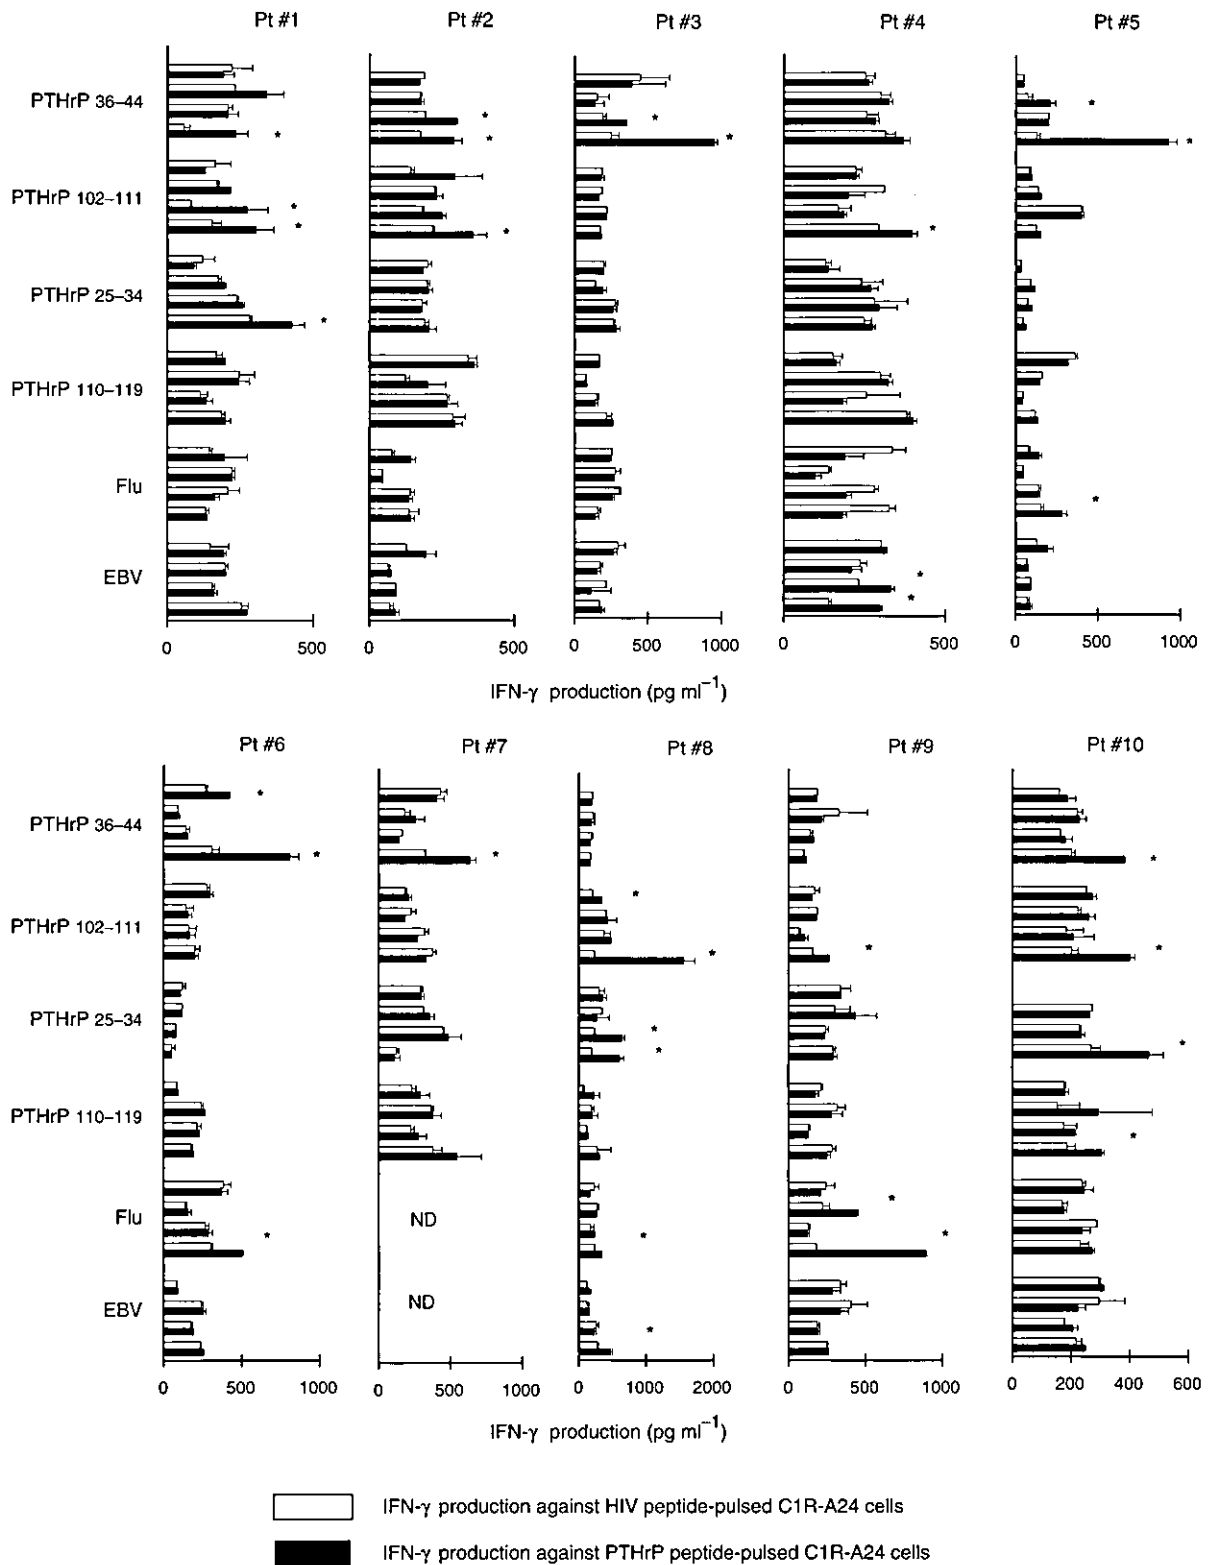 Pt #1 Pt #2 Pt #3 Pt #4 Pt #5
PTHrP 36–44
* * * * * * * *
PTHrP 102–111
* * * *
PTHrP 25–34
*
PTHrP 110–119
Flu
*
EBV
* *
0 500 0 500 0 500 1000 0 500 0 500 1000
IFN-γ production (pg ml⁻¹)
Pt #6 Pt #7 Pt #8 Pt #9 Pt #10
PTHrP 36–44
* * * *
PTHrP 102–111
* * * *
PTHrP 25–34
* * *
PTHrP 110–119
*
Flu
ND
* * * *
EBV
ND
*
0 500 1000 0 500 1000 0 1000 2000 0 500 1000 0 200 400 600
IFN-γ production (pg ml⁻¹)
IFN-γ production against HIV peptide-pulsed C1R-A24 cells
IFN-γ production against PTHrP peptide-pulsed C1R-A24 cells